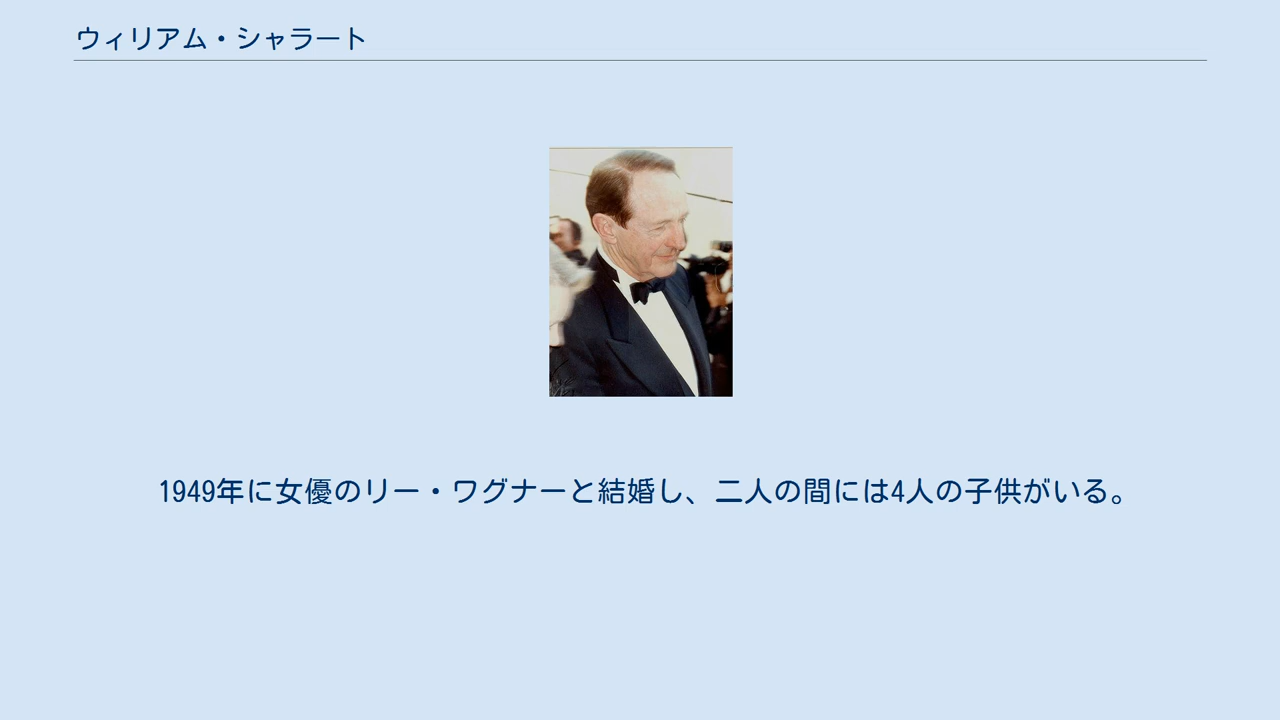 ウィリアム・シャラート
1949年に女優のリー・ワグナーと結婚し、二人の間には4人の子供がいる。